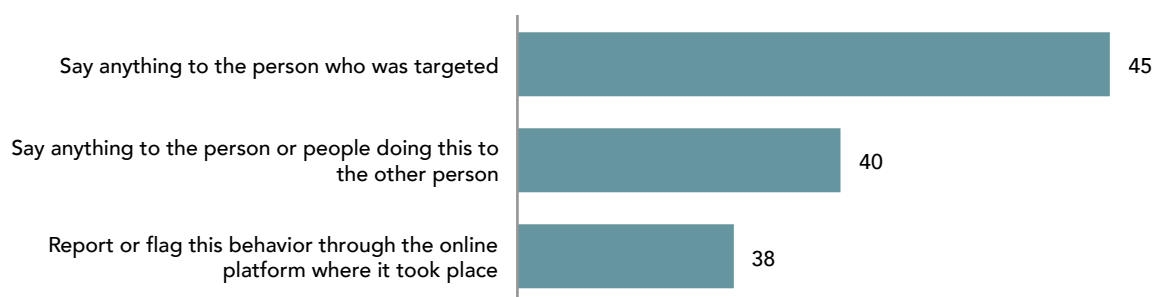 Say anything to the person who was targeted
45
Say anything to the person or people doing this to
the other person
40
Report or flag this behavior through the online
platform where it took place
38